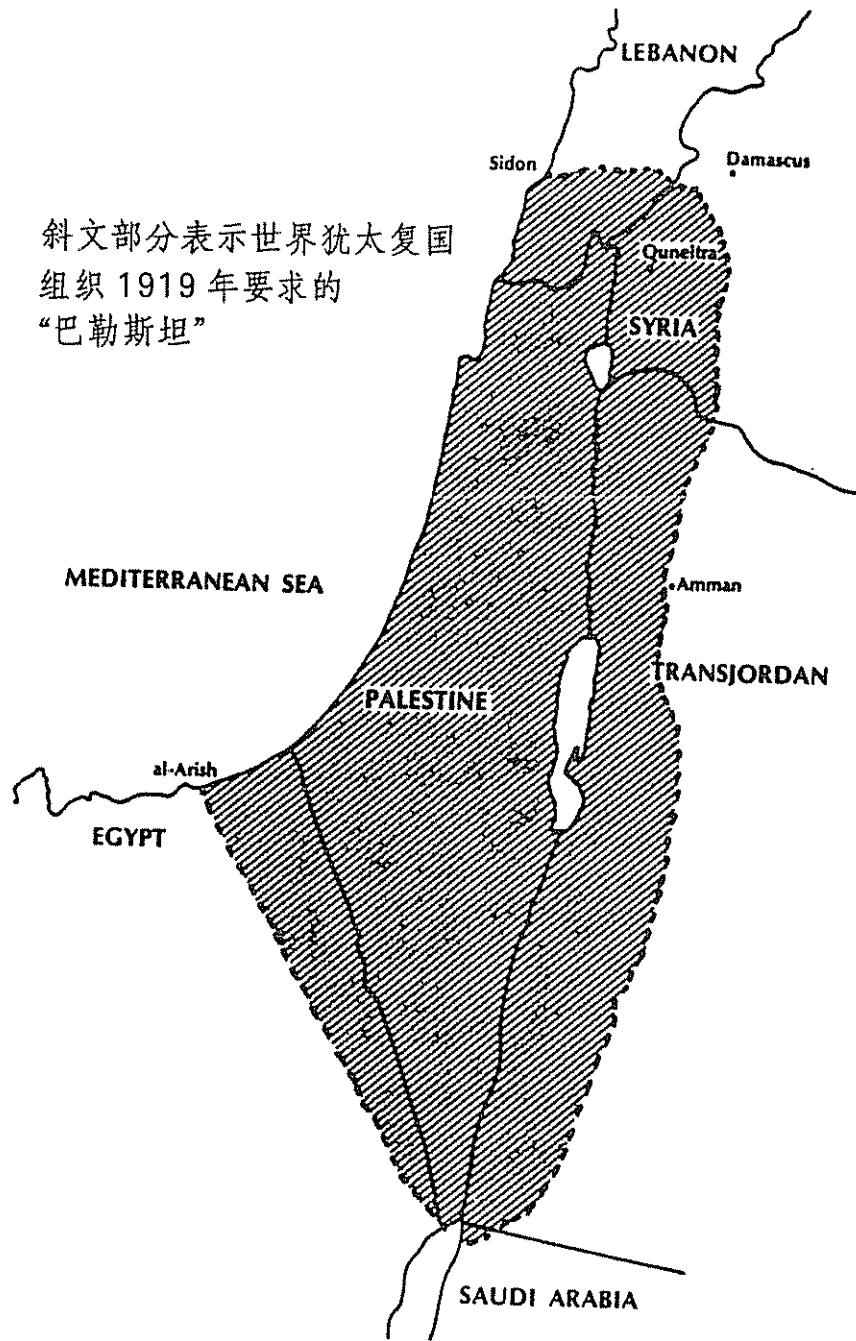 LEBANON
Sidon
Damascus
斜文部分表示世界犹太复国
组织 1919 年要求的
“巴勒斯坦”
Quneitra
SYRIA
MEDITERRANEAN SEA
Amman
TRANSJORDAN
PALESTINE
al-Arish
EGYPT
SAUDI ARABIA